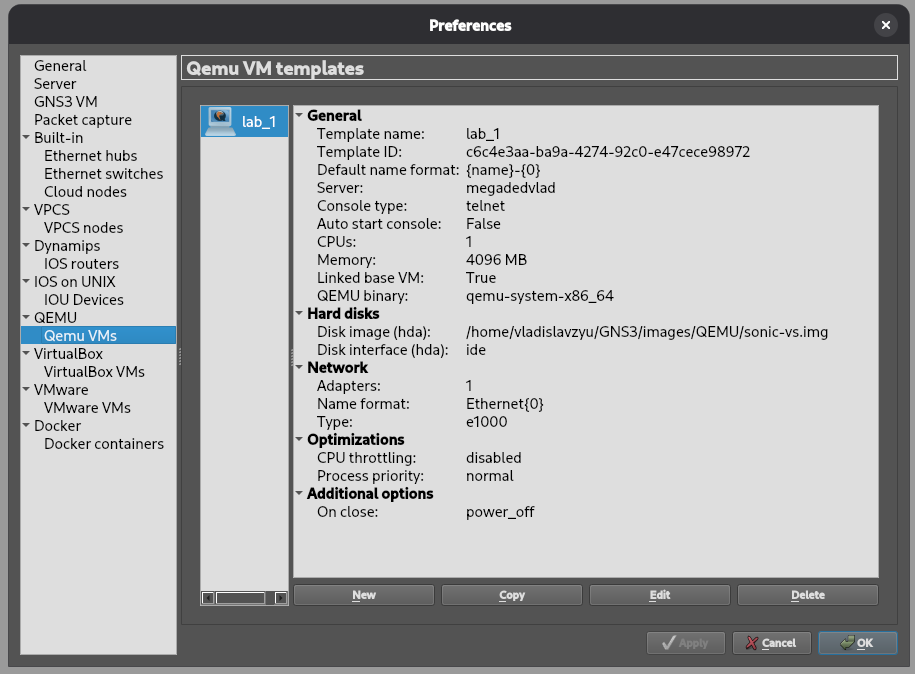 Preferences
General
Server
GNS3 VM
Packet capture
Built-in
Ethernet hubs
Ethernet switches
Cloud nodes
VPCS
VPCS nodes
Dynamips
IOS routers
IOS on UNIX
IOU Devices
QEMU
Qemu VMs
VirtualBox
VirtualBox VMs
VMware
VMware VMs
Docker
Docker containers
Qemu VM templates
lab_1
General
Template name: lab_1
Template ID: c6c4e3aa-ba9a-4274-92c0-e47cece98972
Default name format: {name}-{0}
Server: megadedvlad
Console type: telnet
Auto start console: False
CPUs: 1
Memory: 4096 MB
Linked base VM: True
QEMU binary: qemu-system-x86_64
Hard disks
Disk image (hda): /home/vladislavzyu/GNS3/images/QEMU/sonic-vs.img
Disk interface (hda): ide
Network
Adapters: 1
Name format: Ethernet{0}
Type: e1000
Optimizations
CPU throttling: disabled
Process priority: normal
Additional options
On close: power_off
New Copy Edit Delete
Apply Cancel OK